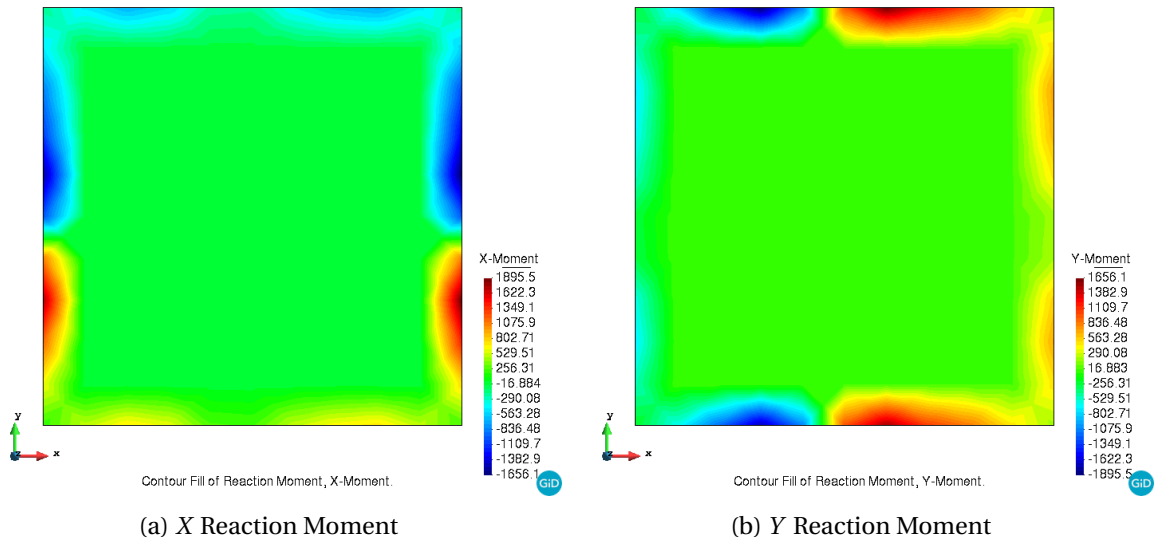 X-Moment
1895.5
1622.3
1349.1
1075.9
802.71
529.51
256.31
-16.884
-290.08
-563.28
-836.48
-1109.7
-1382.9
-1656.1
y
z
x
GiD
Contour Fill of Reaction Moment, X-Moment.
(a) X Reaction Moment
Y-Moment
1656.1
1382.9
1109.7
836.48
563.28
290.08
16.883
-256.31
-529.51
-802.71
-1075.9
-1349.1
-1622.3
-1895.5
y
z
x
GiD
Contour Fill of Reaction Moment, Y-Moment.
(b) Y Reaction Moment